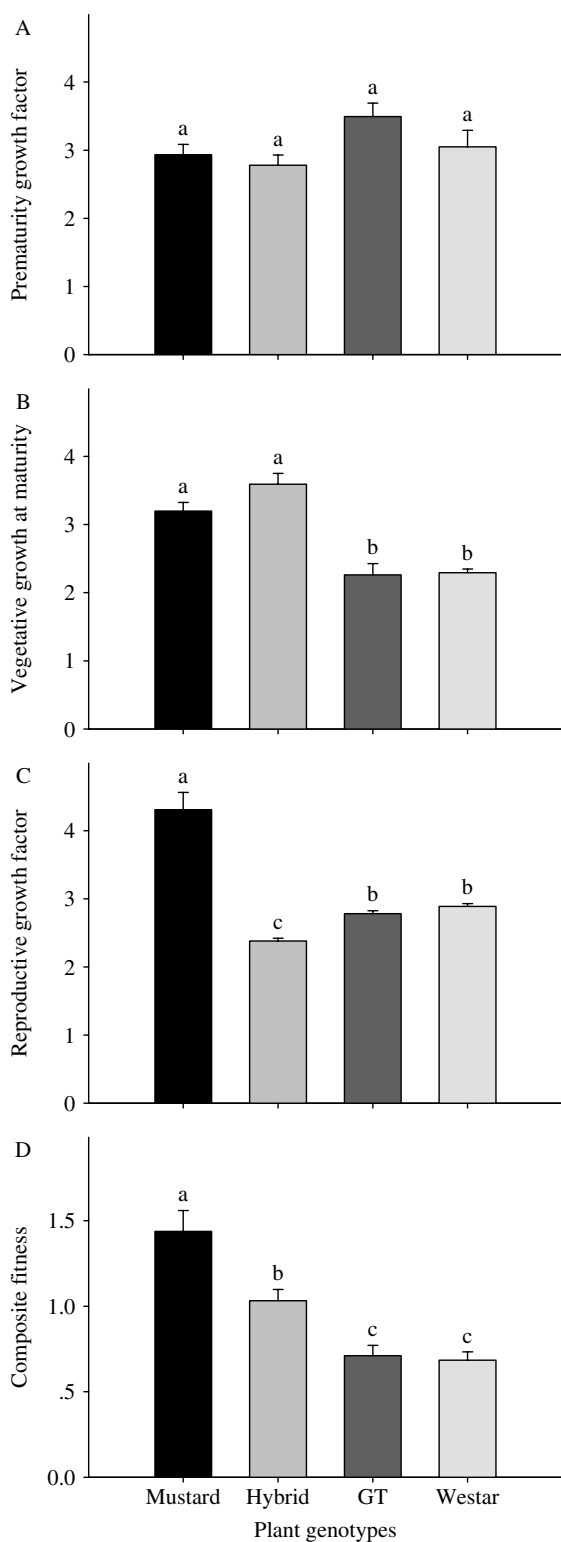 A
Prematurity growth factor
4
3
2
1
0
a
a
a
a
B
Vegetative growth at maturity
4
3
2
1
0
a
a
b
b
C
Reproductive growth factor
4
3
2
1
0
a
c
b
b
D
Composite fitness
1.5
1.0
.5
0.0
a
b
c
c
Mustard Hybrid GT Westar
Plant genotypes